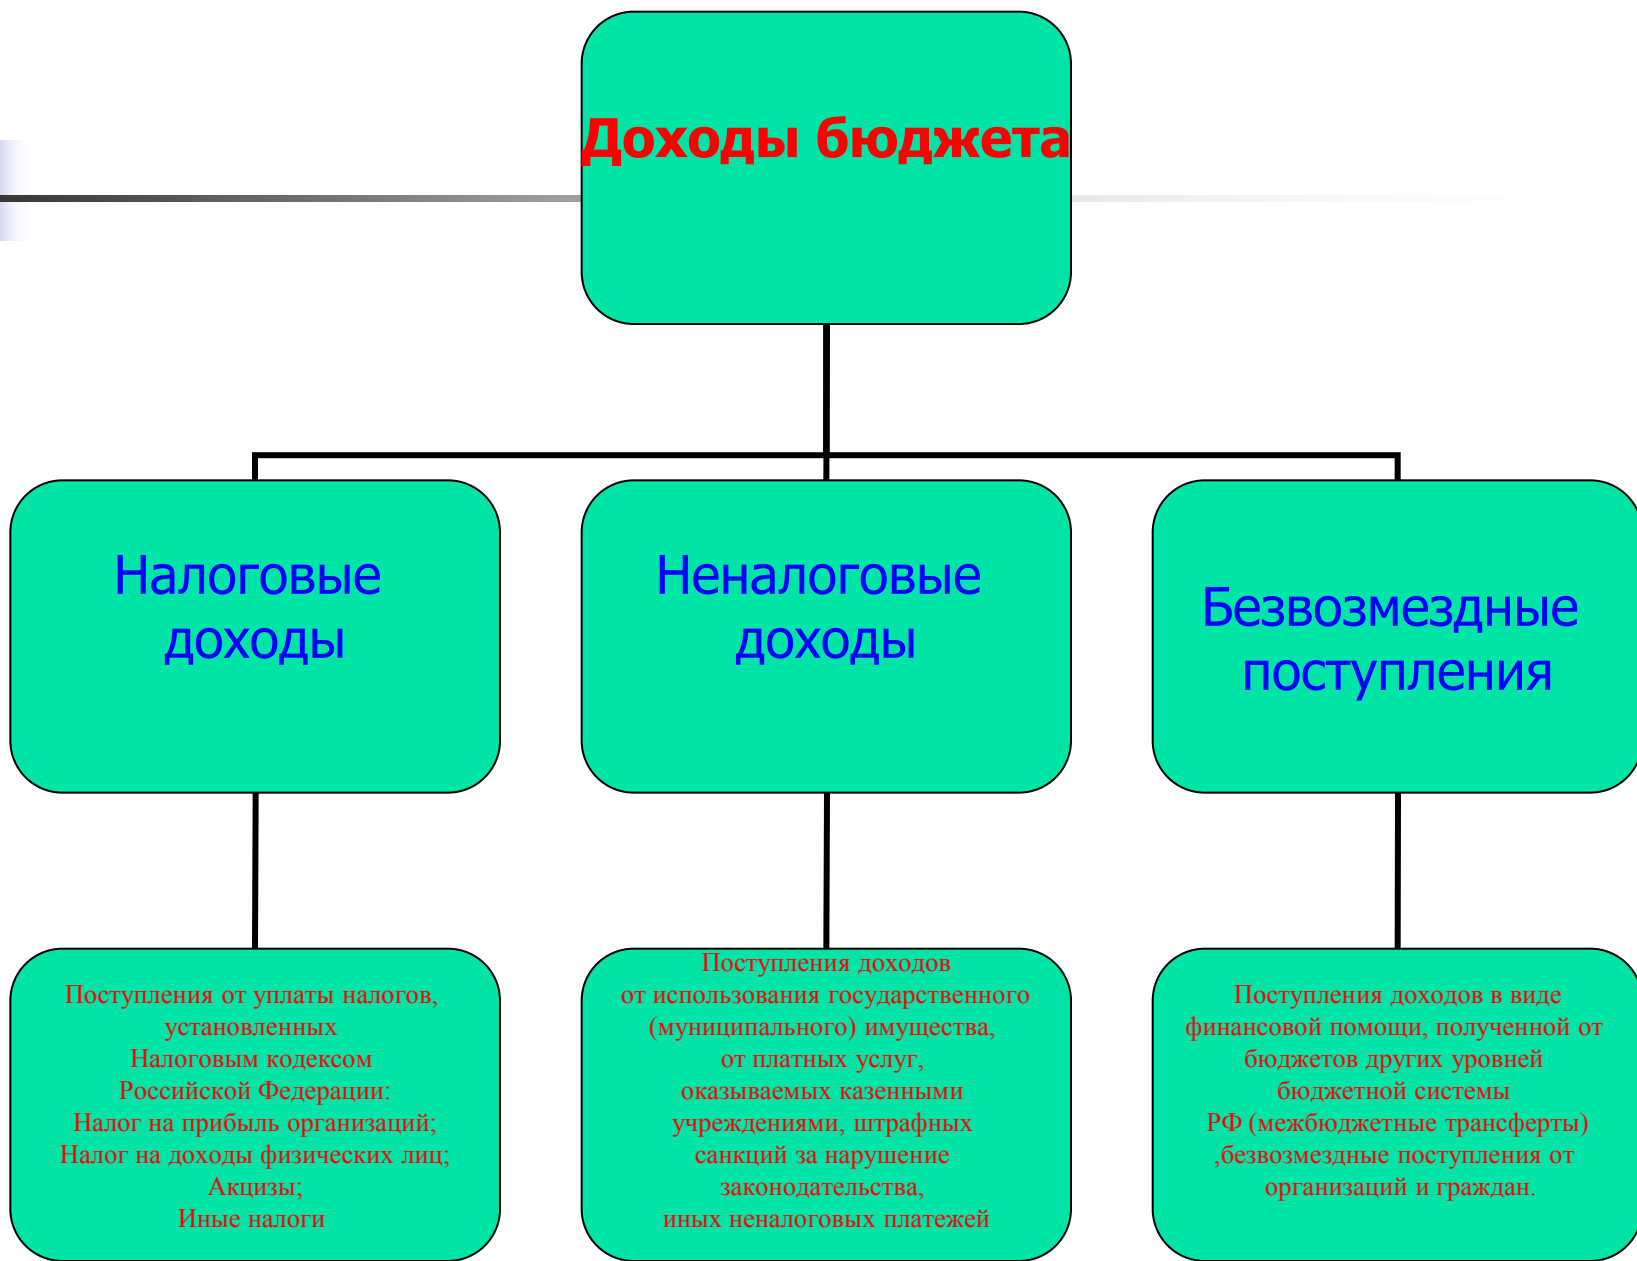 Доходы бюджета
Налоговые
доходы
Неналоговые
доходы
Безвозмездные
поступления
Поступления от уплаты налогов,
установленных
Налоговым кодексом
Российской Федерации:
Налог на прибыль организаций;
Налог на доходы физических лиц;
Акцизы;
Иные налоги
Поступления доходов
от использования государственного
(муниципального) имущества,
от платных услуг,
оказываемых казенными
учреждениями, штрафных
санкций за нарушение
законодательства,
иных неналоговых платежей
Поступления доходов в виде
финансовой помощи, полученной от
бюджетов других уровней
бюджетной системы
РФ (межбюджетные трансферты)
,безвозмездные поступления от
организаций и граждан.